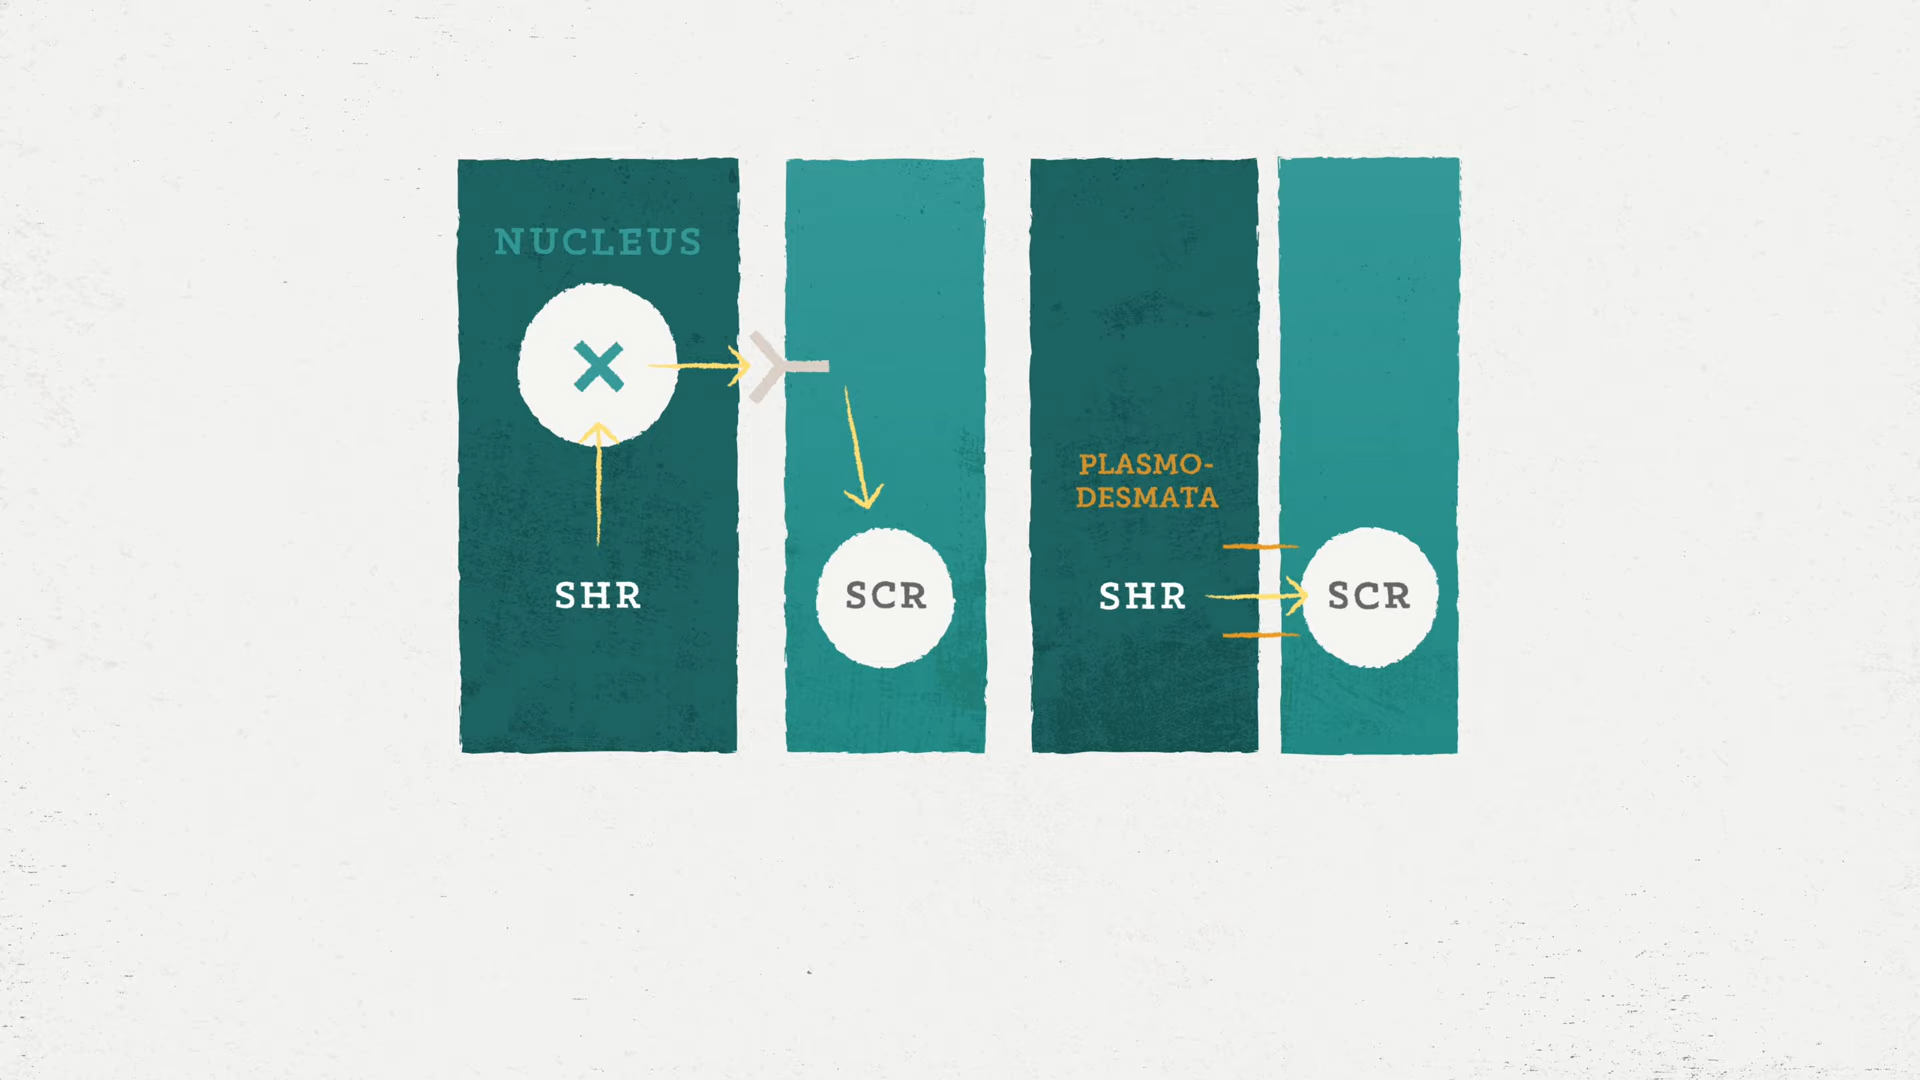 NUCLEUS
SHR
SCR
PLASMO-
DESMATA
SHR
SCR